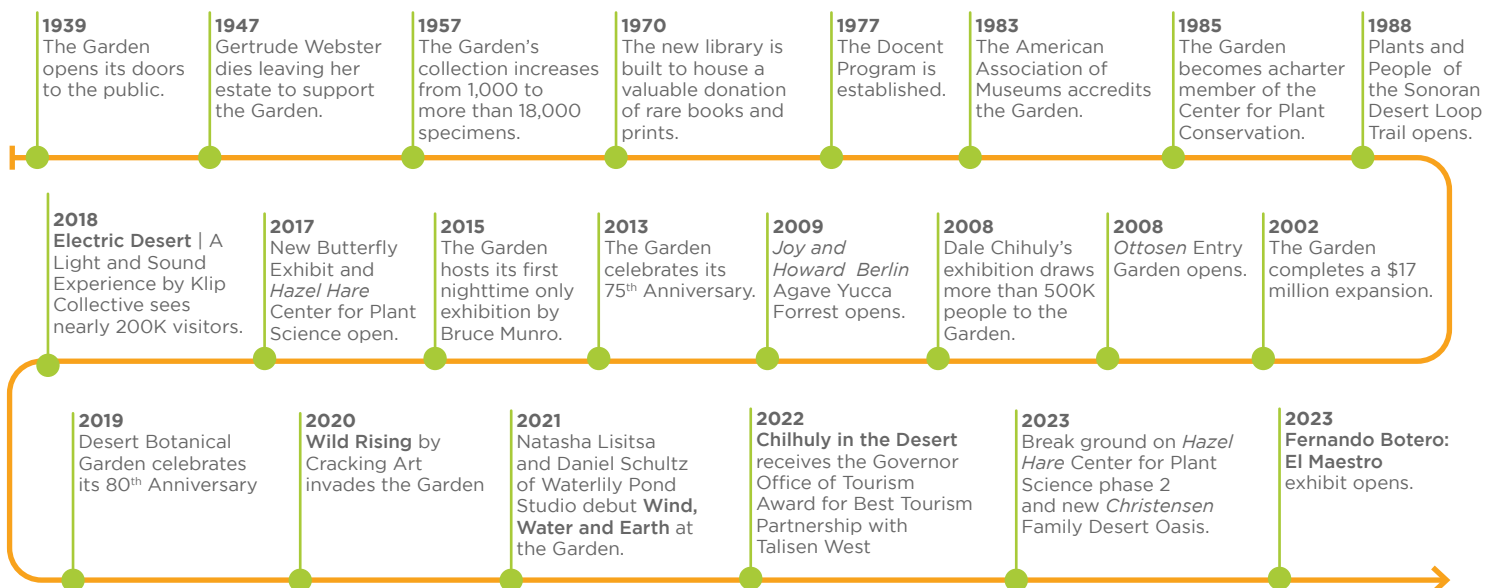 1939
The Garden
opens its doors
to the public.
1947
Gertrude Webster
dies leaving her
estate to support
the Garden.
1957
The Garden's
collection increases
from 1,000 to
more than 18,000
specimens.
1970
The new library is
built to house a
valuable donation
of rare books and
prints.
1977
The Docent
Program is
established.
1983
The American
Association of
Museums accredits
the Garden.
1985
The Garden
becomes acharter
member of the
Center for Plant
Conservation.
1988
Plants and
People of
the Sonoran
Desert Loop
Trail opens.
2002
The Garden
completes a $17
million expansion.
2008
Ottosen Entry
Garden opens.
2008
Dale Chihuly's
exhibition draws
more than 500K
people to the
Garden.
2009
Joy and
Howard Berlin
Agave Yucca
Forrest opens.
2013
The Garden
celebrates its
75th Anniversary.
2015
The Garden
hosts its first
nighttime only
exhibition by
Bruce Munro.
2017
New Butterfly
Exhibit and
Hazel Hare
Center for Plant
Science open.
2018
Electric Desert | A
Light and Sound
Experience by Klip
Collective sees
nearly 200K visitors.
2019
Desert Botanical
Garden celebrates
its 80th Anniversary
2020
Wild Rising by
Cracking Art
invades the Garden
2021
Natasha Lisitsa
and Daniel Schultz
of Waterlily Pond
Studio debut Wind,
Water and Earth at
the Garden.
2022
Chilhuly in the Desert
receives the Governor
Office of Tourism
Award for Best Tourism
Partnership with
Talisen West
2023
Break ground on Hazel
Hare Center for Plant
Science phase 2
and new Christensen
Family Desert Oasis.
2023
Fernando Botero:
El Maestro
exhibit opens.